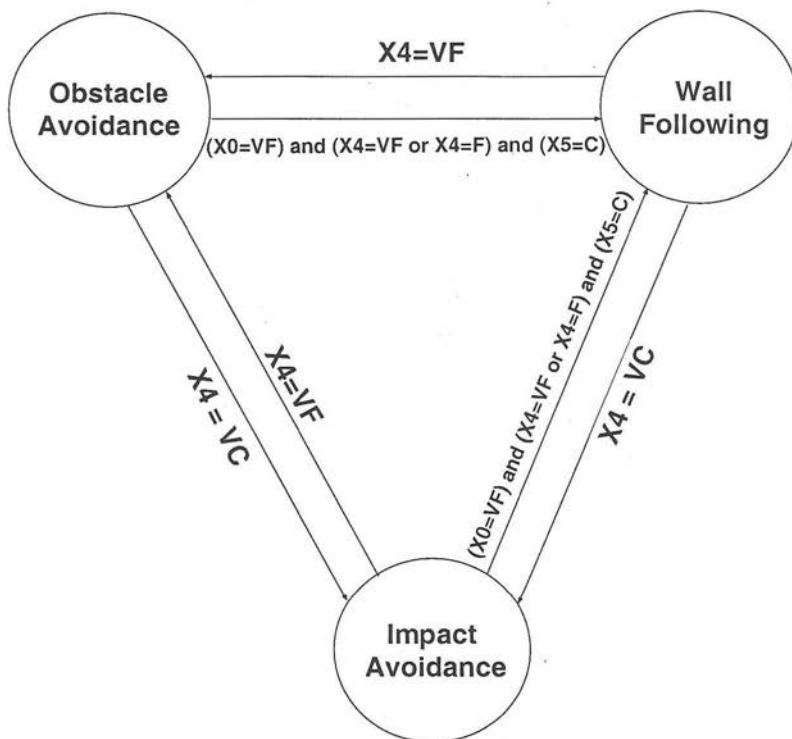 X4=VF
Obstacle
Avoidance
Wall
Following
(X0=VF) and (X4=VF or X4=F) and (X5=C)
X4 = VC
X4=VF
(X0=VF) and (X4=VF or X4=F) and (X5=C)
X4 = VC
Impact
Avoidance